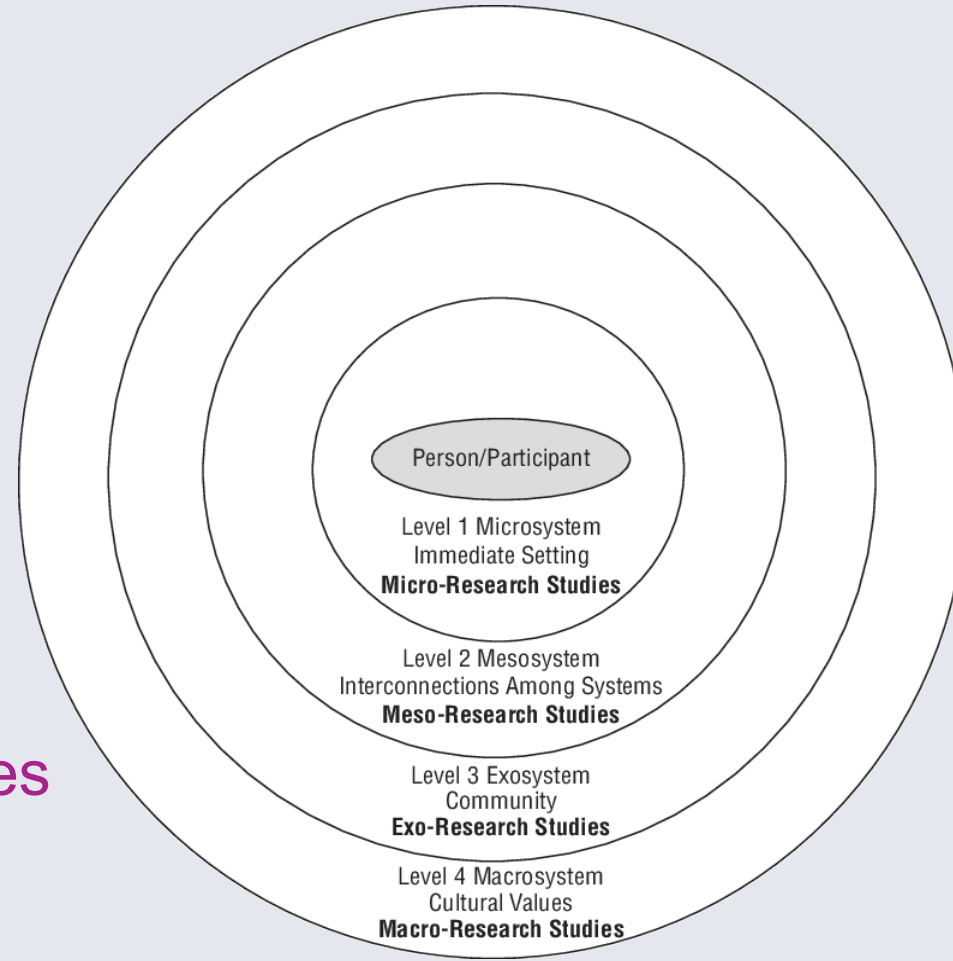 Person/Participant
Level 1 Microsystem
Immediate Setting
Micro-Research Studies
Level 2 Mesosystem
Interconnections Among Systems
Meso-Research Studies
es
Level 3 Exosystem
Community
Exo-Research Studies
Level 4 Macrosystem
Cultural Values
Macro-Research Studies